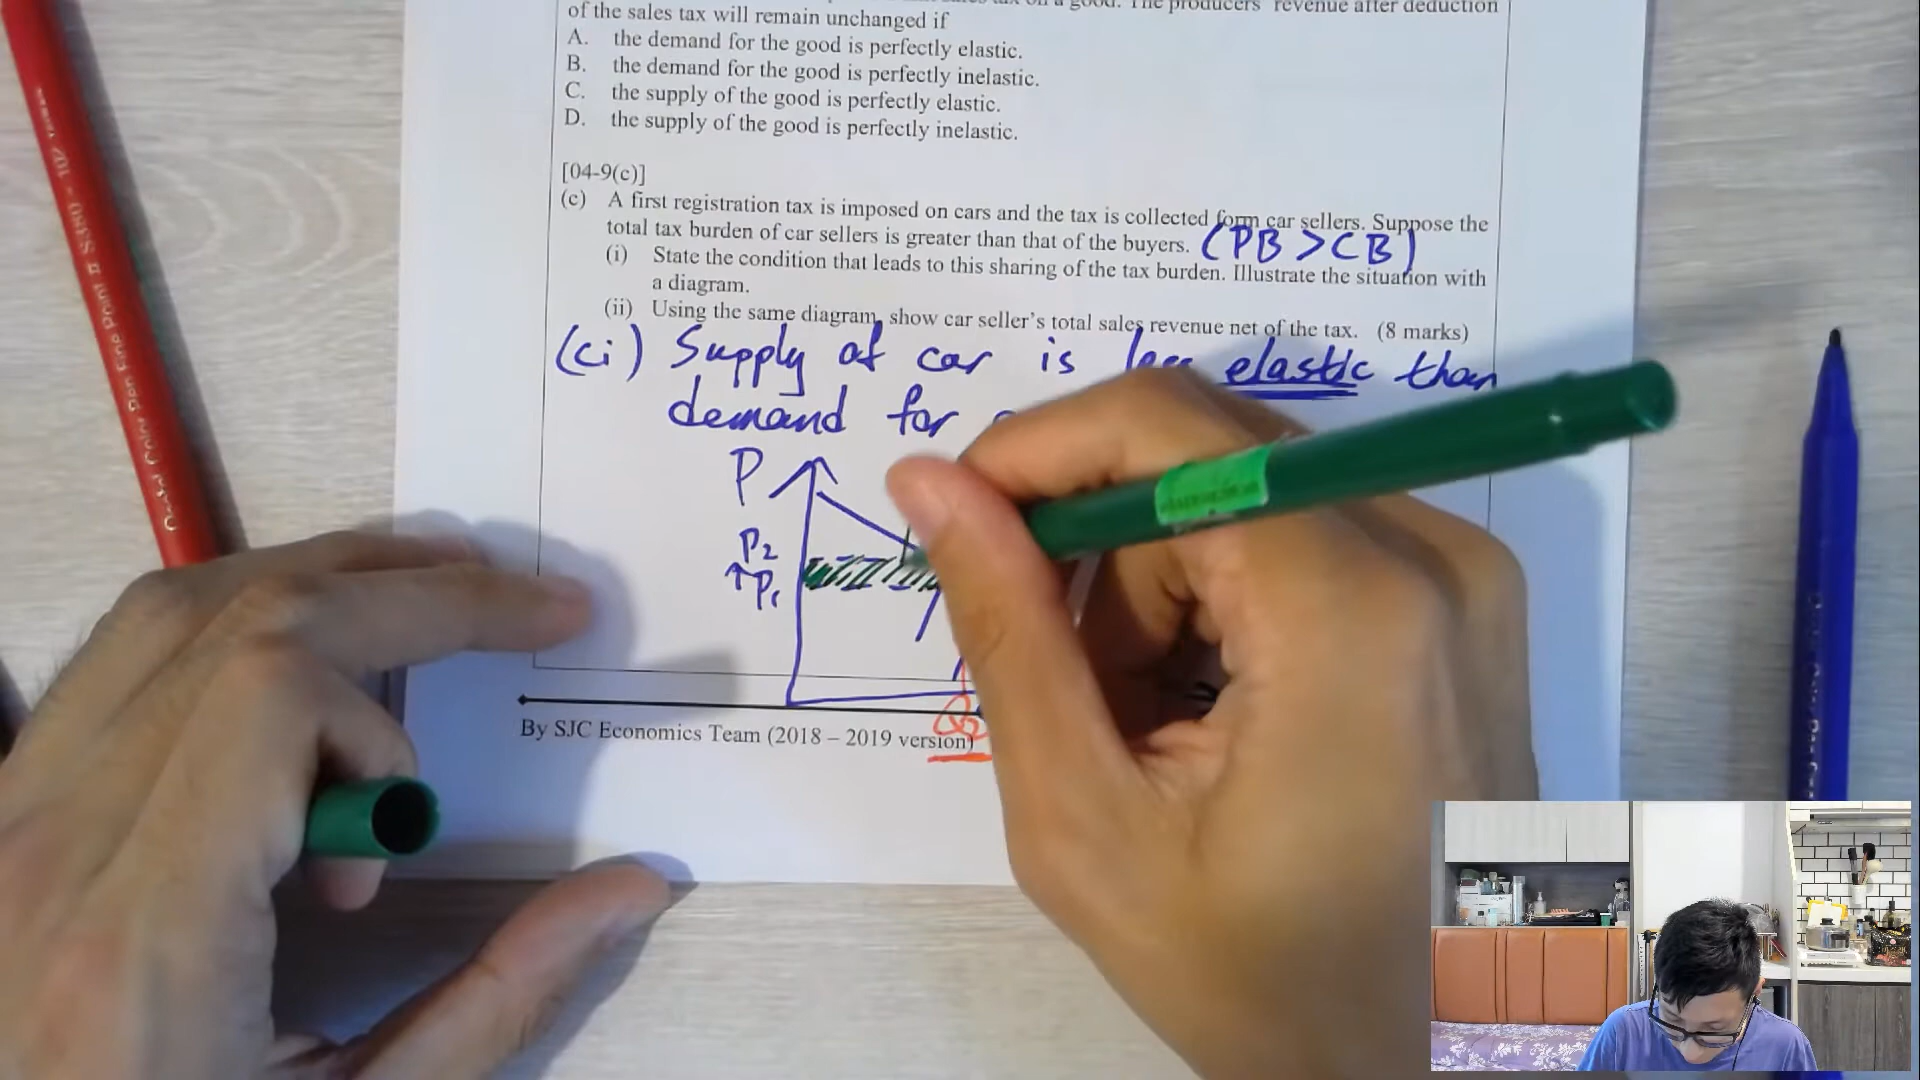 of the sales tax will remain unchanged if
A. the demand for the good is perfectly elastic.
B. the demand for the good is perfectly inelastic.
C. the supply of the good is perfectly elastic.
D. the supply of the good is perfectly inelastic.
[04-9(c)]
(c) A first registration tax is imposed on cars and the tax is collected form car sellers. Suppose the
total tax burden of car sellers is greater than that of the buyers. (PB > CB)
(i) State the condition that leads to this sharing of the tax burden. Illustrate the situation with
a diagram.
(ii) Using the same diagram, show car seller's total sales revenue net of the tax. (8 marks)
(ci) Supply of car is less elastic than
demand for
P
P2
↑P1
Q2
By SJC Economics Team (2018 – 2019 version)